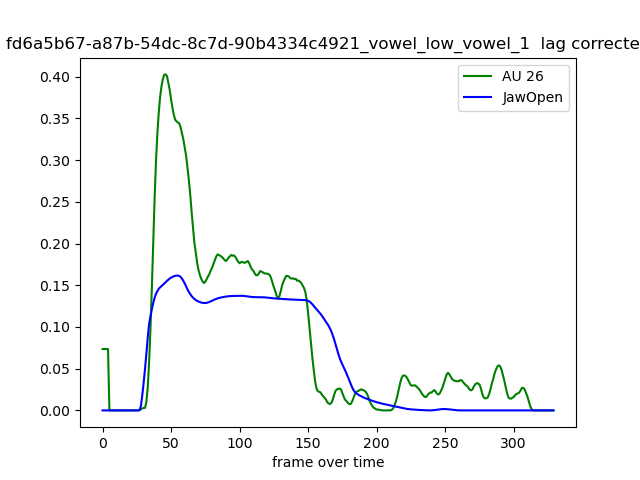 fd6a5b67-a87b-54dc-8c7d-90b4334c4921_vowel_low_vowel_1  lag correcte
AU 26
JawOpen
0.40
0.35
0.30
0.25
0.20
0.15
0.10
0.05
0.00
0 50 100 150 200 250 300
frame over time